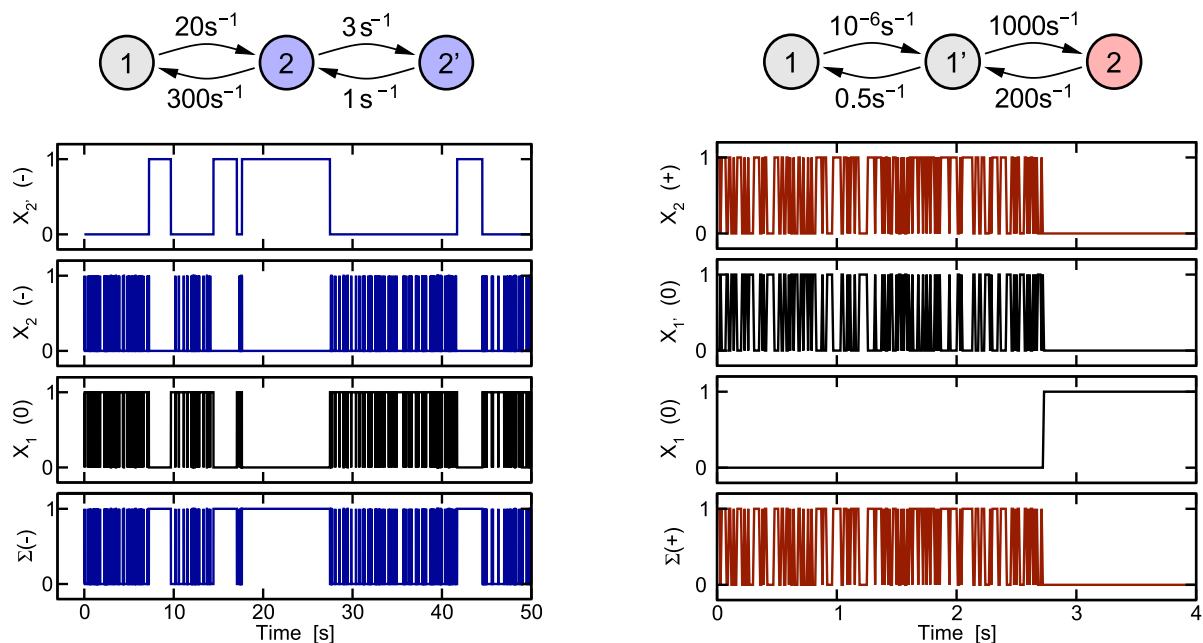 20s⁻¹ 3 s⁻¹
1 2 2'
300s⁻¹ 1 s⁻¹
10⁻⁶s⁻¹ 1000s⁻¹
1 1' 2
0.5s⁻¹ 200s⁻¹
X₂' (-)
1
0
X₂ (-)
1
0
X₁ (0)
1
0
Σ(-)
1
0
0 10 20 30 40 50
Time [s]
X₂ (+)
1
0
X₁' (0)
1
0
X₁ (0)
1
0
Σ(+)
1
0
0 1 2 3 4
Time [s]